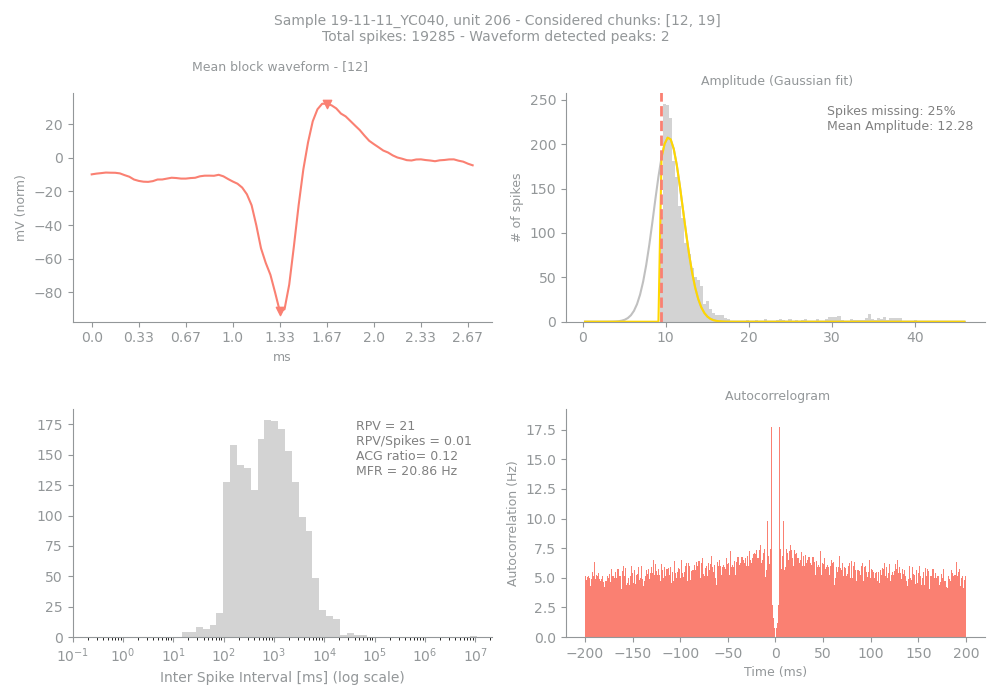 Sample 19-11-11_YC040, unit 206 - Considered chunks: [12, 19]
Total spikes: 19285 - Waveform detected peaks: 2
Mean block waveform - [12]
mV (norm)
20
0
−20
−40
−60
−80
0.0 0.33 0.67 1.0 1.33 1.67 2.0 2.33 2.67
ms
Amplitude (Gaussian fit)
Spikes missing: 25%
Mean Amplitude: 12.28
# of spikes
250
200
150
100
50
0
0 10 20 30 40
RPV = 21
RPV/Spikes = 0.01
ACG ratio= 0.12
MFR = 20.86 Hz
175
150
125
100
75
50
25
0
10⁻¹ 10⁰ 10¹ 10² 10³ 10⁴ 10⁵ 10⁶ 10⁷
Inter Spike Interval [ms] (log scale)
Autocorrelogram
Autocorrelation (Hz)
17.5
15.0
12.5
10.0
7.5
5.0
2.5
0.0
−200 −150 −100 −50 0 50 100 150 200
Time (ms)